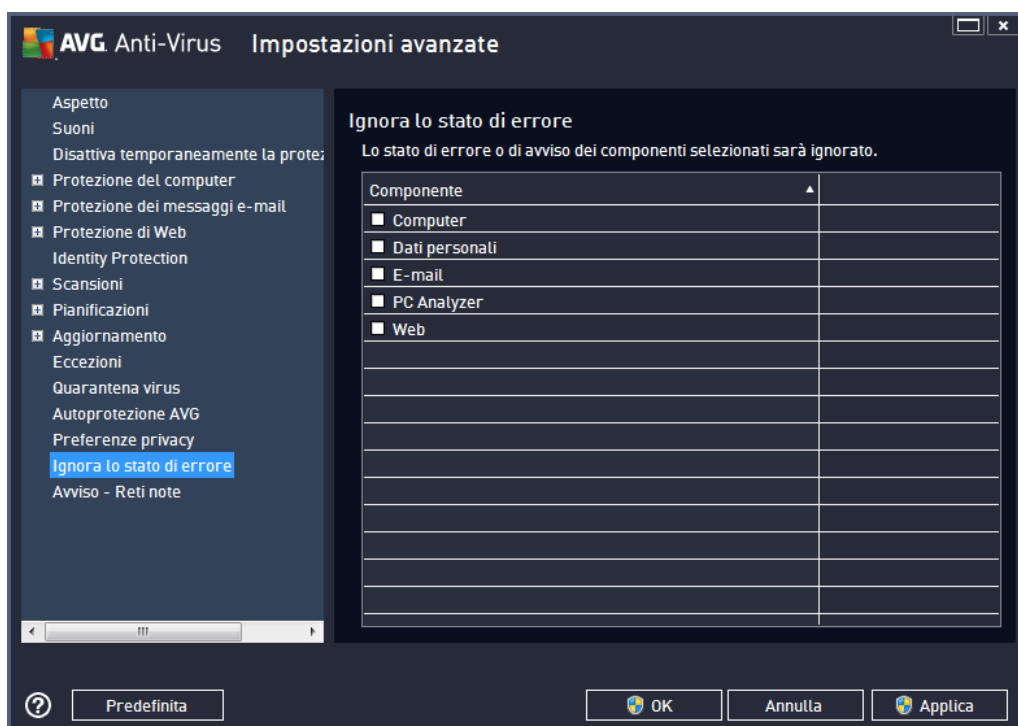 AVG Anti-Virus Impostazioni avanzate
Aspetto
Suoni
Disattiva temporaneamente la protez
Protezione del computer
Protezione dei messaggi e-mail
Protezione di Web
Identity Protection
Scansioni
Pianificazioni
Aggiornamento
Eccezioni
Quarantena virus
Autoprotezione AVG
Preferenze privacy
Ignora lo stato di errore
Avviso - Reti note
Ignora lo stato di errore
Lo stato di errore o di avviso dei componenti selezionati sarà ignorato.
Componente
Computer
Dati personali
E-mail
PC Analyzer
Web
Predefinita
OK
Annulla
Applica